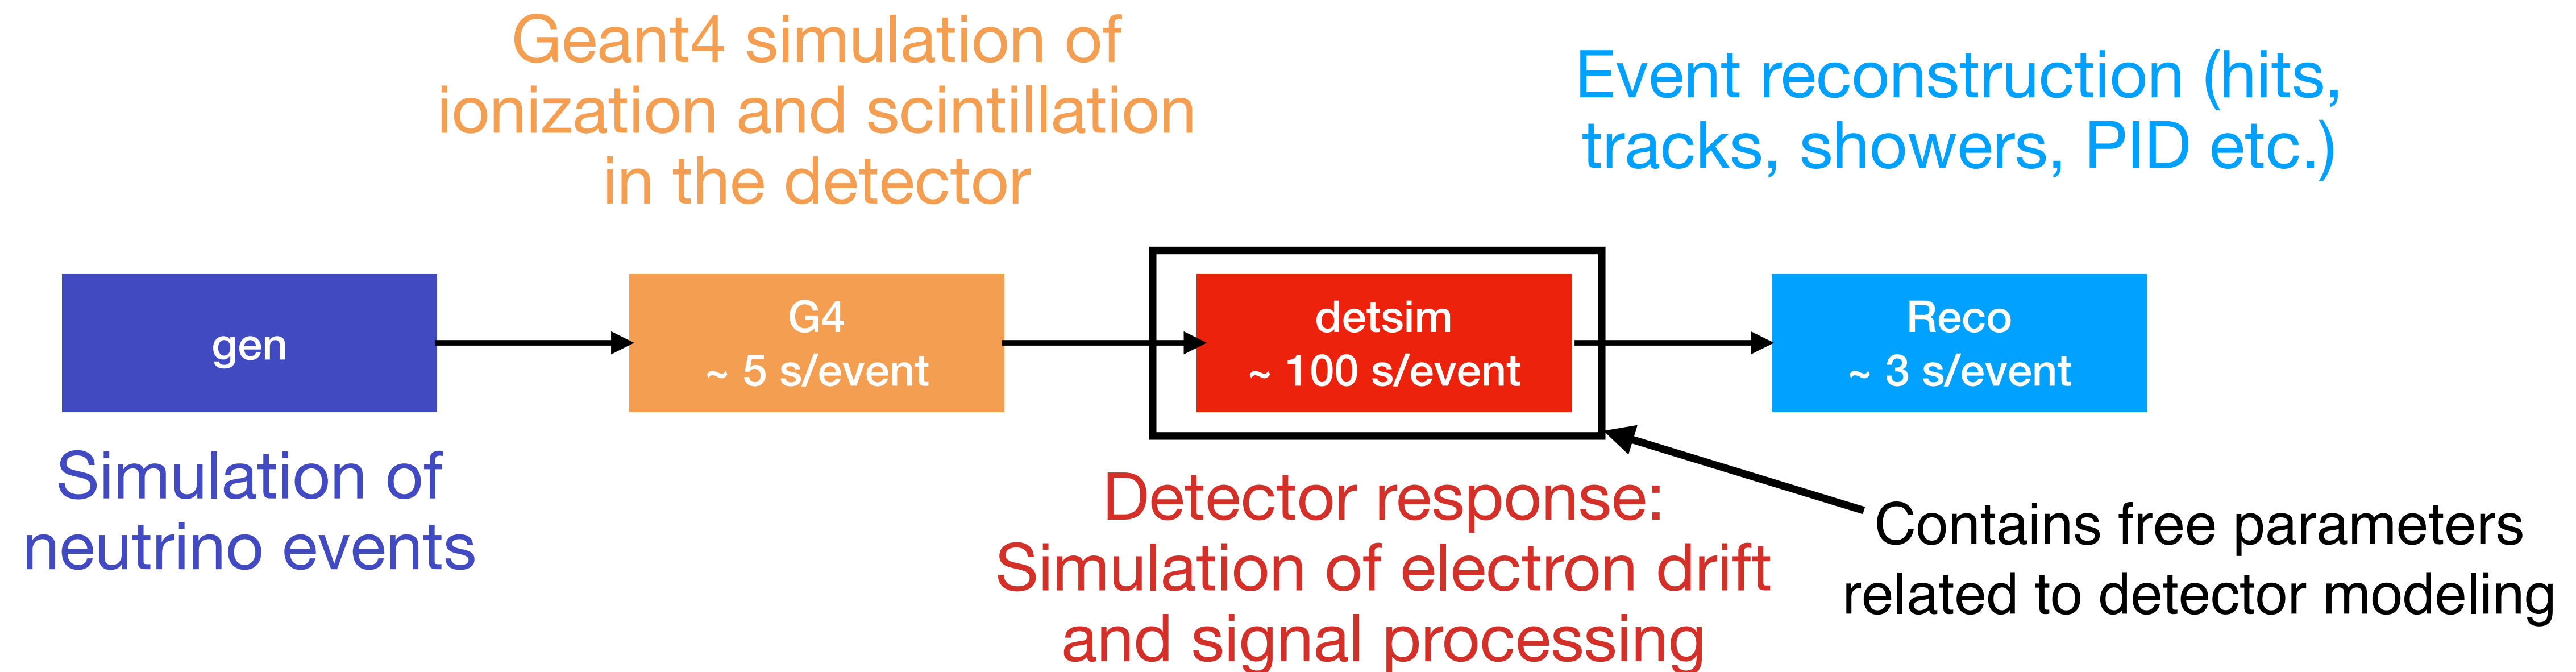 Geant4 simulation of
ionization and scintillation
in the detector
Event reconstruction (hits,
tracks, showers, PID etc.)
gen
G4
~ 5 s/event
detsim
~ 100 s/event
Reco
~ 3 s/event
Simulation of
neutrino events
Detector response:
Simulation of electron drift
and signal processing
Contains free parameters
related to detector modeling